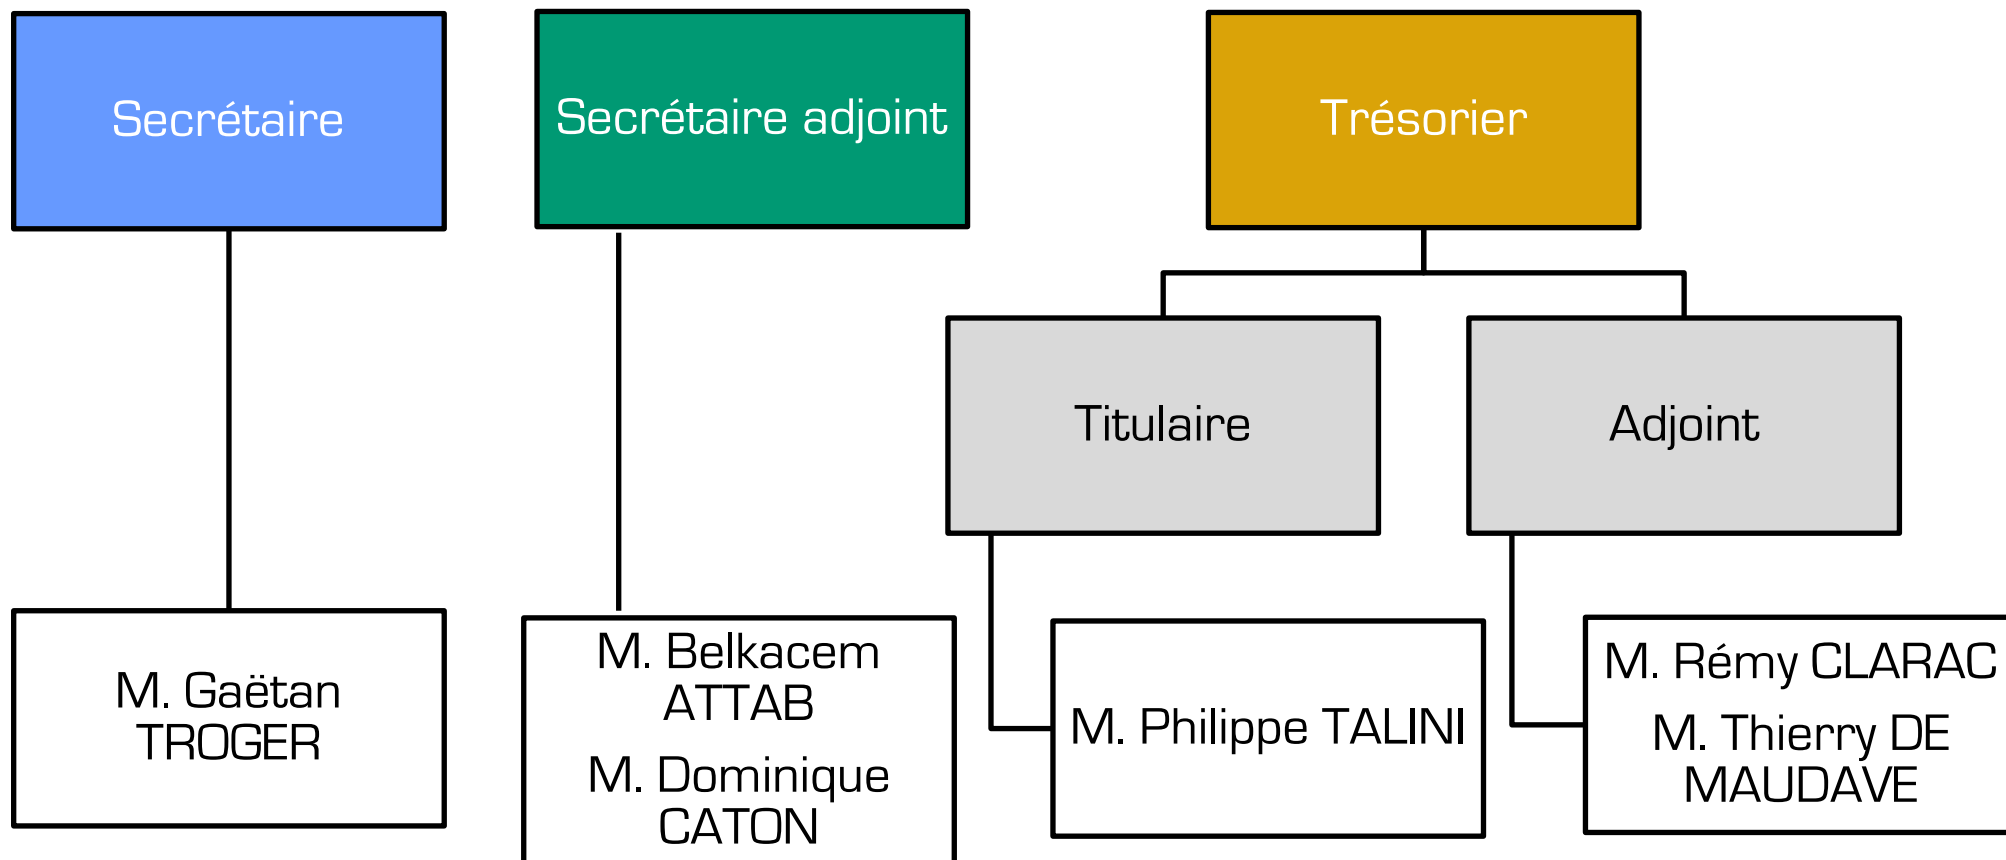 Secrétaire
Secrétaire adjoint
Trésorier
Titulaire
Adjoint
M. Gaëtan
TROGER
M. Belkacem
ATTAB
M. Dominique
CATON
M. Philippe TALINI
M. Rémy CLARAC
M. Thierry DE
MAUDAVE